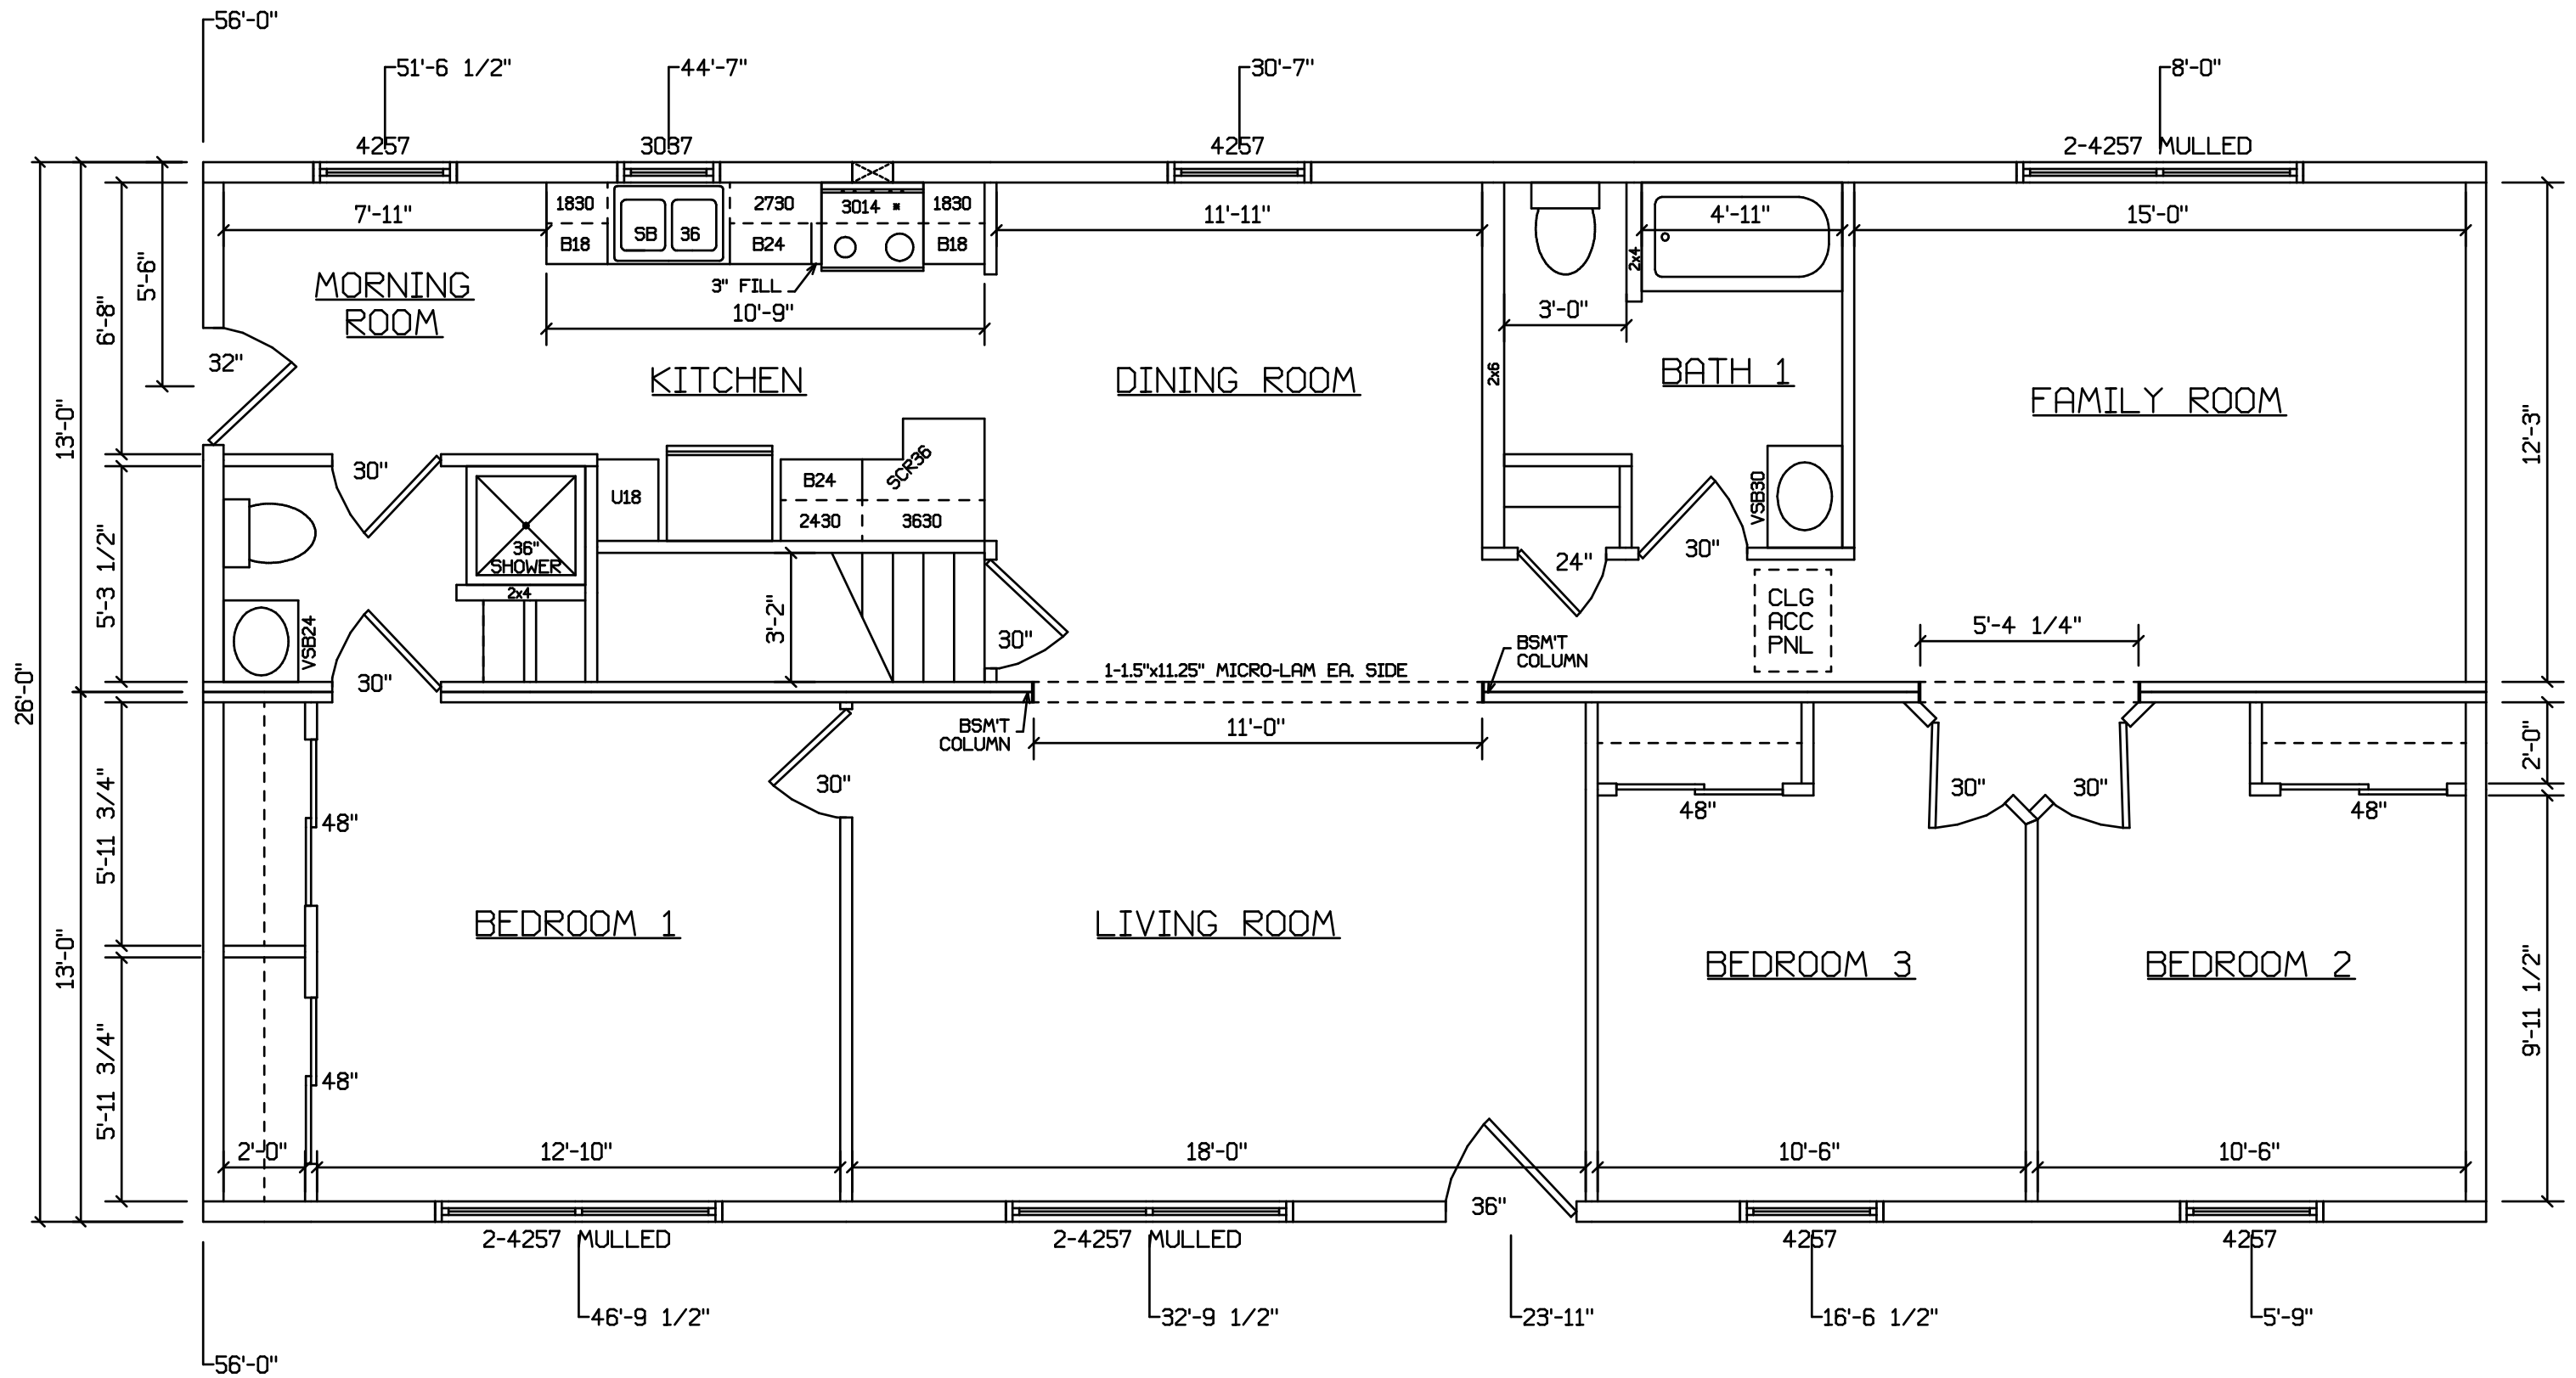 56'-0"
51'-6 1/2"
44'-7"
30'-7"
8'-0"
4257
3037
4257
2-4257 MULLED
1830
2730
3014 *
1830
7'-11"
SB 36
B18
B24
B18
11'-11"
4'-11"
15'-0"
2x4
5'-6"
6'-8"
3" FILL
10'-9"
3'-0"
MORNING
ROOM
32"
KITCHEN
DINING ROOM
2x6
BATH 1
FAMILY ROOM
13'-0"
12'-3"
30"
U18
B24
SCR36
2430
3630
VSB30
36"
SHOWER
2x4
24"
30"
5'-3 1/2"
VSB24
3'-2"
30"
CLG
ACC
PNL
5'-4 1/4"
BSM'T
COLUMN
1-1.5"x11.25" MICRO-LAM EA. SIDE
30"
26'-0"
BSM'T
COLUMN
11'-0"
2'-0"
30"
30"
30"
48"
48"
48"
5'-11 3/4"
BEDROOM 1
LIVING ROOM
BEDROOM 3
BEDROOM 2
13'-0"
9'-11 1/2"
5'-11 3/4"
48"
2'-0"
12'-10"
18'-0"
10'-6"
10'-6"
36"
2-4257 MULLED
2-4257 MULLED
4257
4257
46'-9 1/2"
32'-9 1/2"
23'-11"
16'-6 1/2"
5'-9"
56'-0"